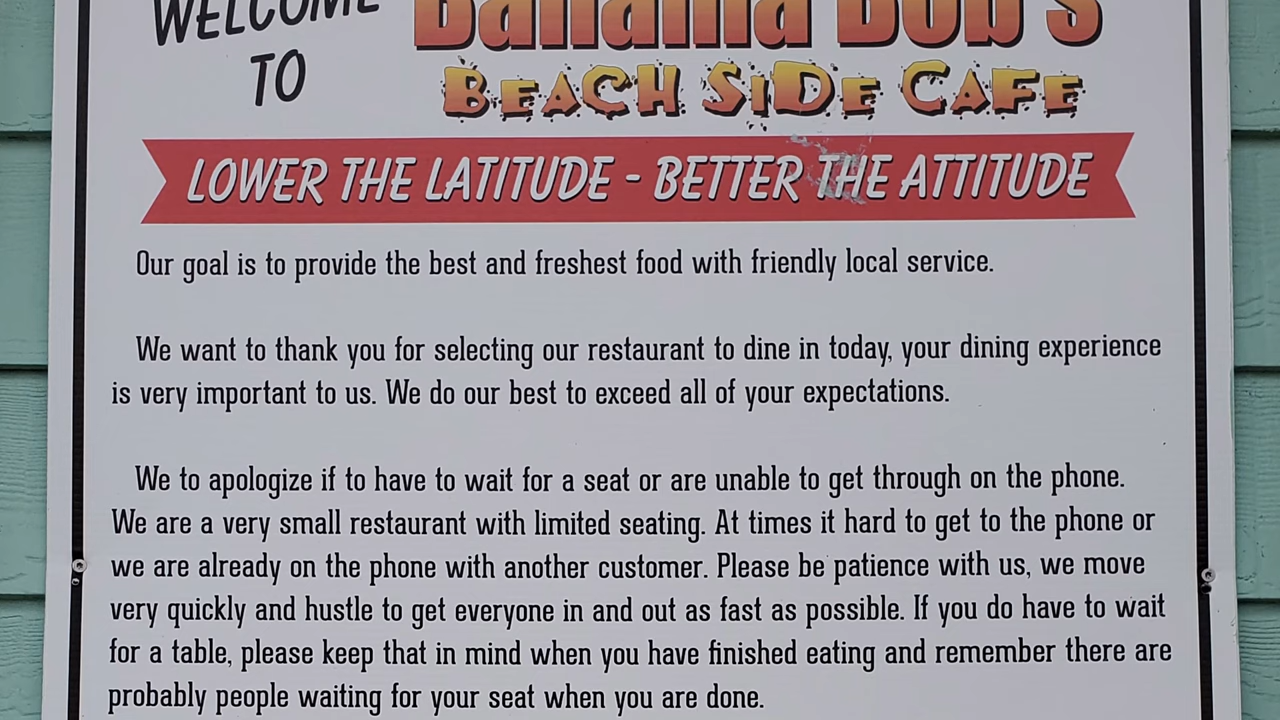 WELCOME
TO
Banana Bob's
BEACH SIDE CAFE
LOWER THE LATITUDE - BETTER THE ATTITUDE
Our goal is to provide the best and freshest food with friendly local service.
We want to thank you for selecting our restaurant to dine in today, your dining experience
is very important to us. We do our best to exceed all of your expectations.
We to apologize if to have to wait for a seat or are unable to get through on the phone.
We are a very small restaurant with limited seating. At times it hard to get to the phone or
we are already on the phone with another customer. Please be patience with us, we move
very quickly and hustle to get everyone in and out as fast as possible. If you do have to wait
for a table, please keep that in mind when you have finished eating and remember there are
probably people waiting for your seat when you are done.